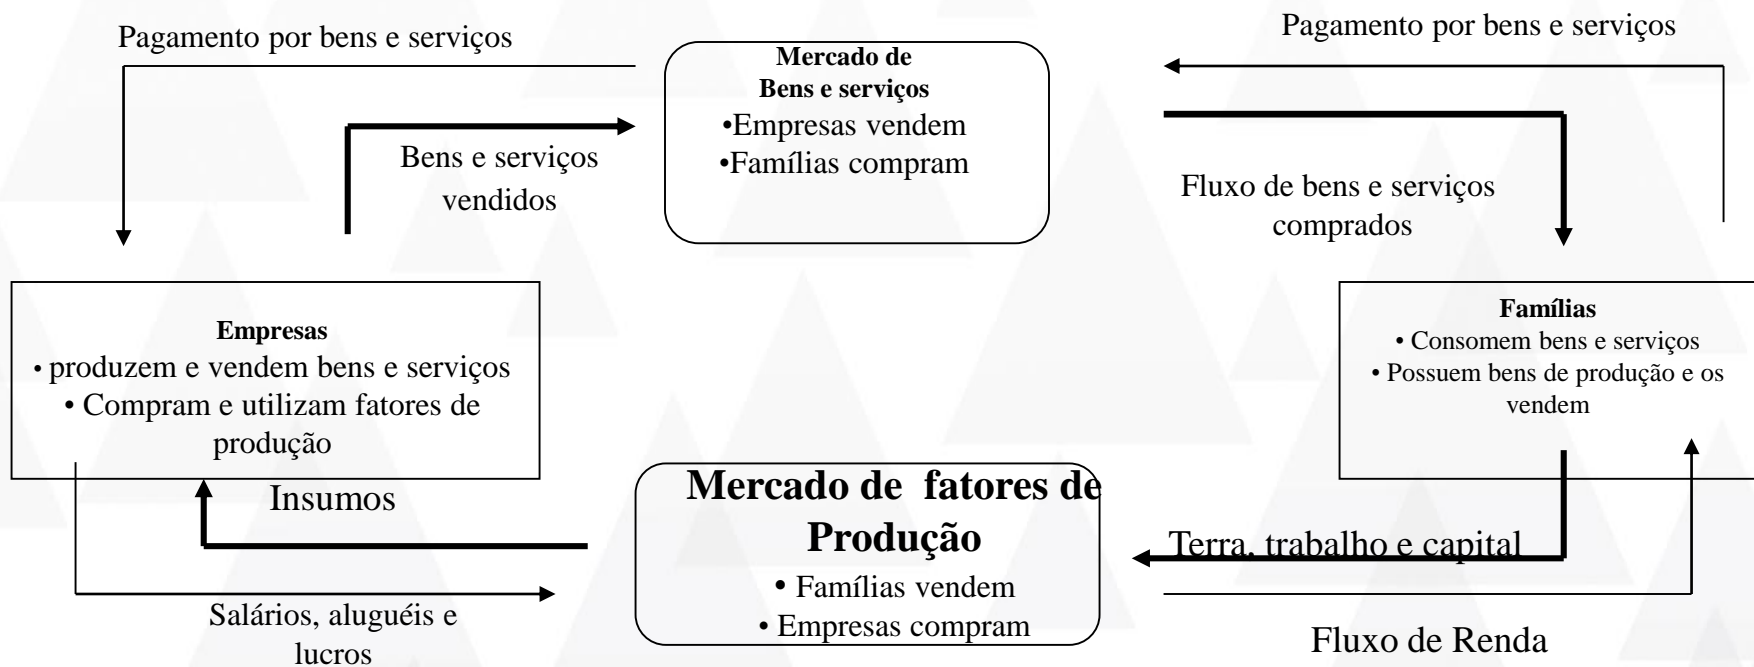 Pagamento por bens e serviços
Mercado de
Bens e serviços
•Empresas vendem
•Famílias compram
Pagamento por bens e serviços
Bens e serviços
vendidos
Fluxo de bens e serviços
comprados
Empresas
• produzem e vendem bens e serviços
• Compram e utilizam fatores de
produção
Famílias
• Consomem bens e serviços
• Possuem bens de produção e os
vendem
Insumos
Mercado de fatores de
Produção
• Famílias vendem
• Empresas compram
Terra, trabalho e capital
Salários, aluguéis e
lucros
Fluxo de Renda